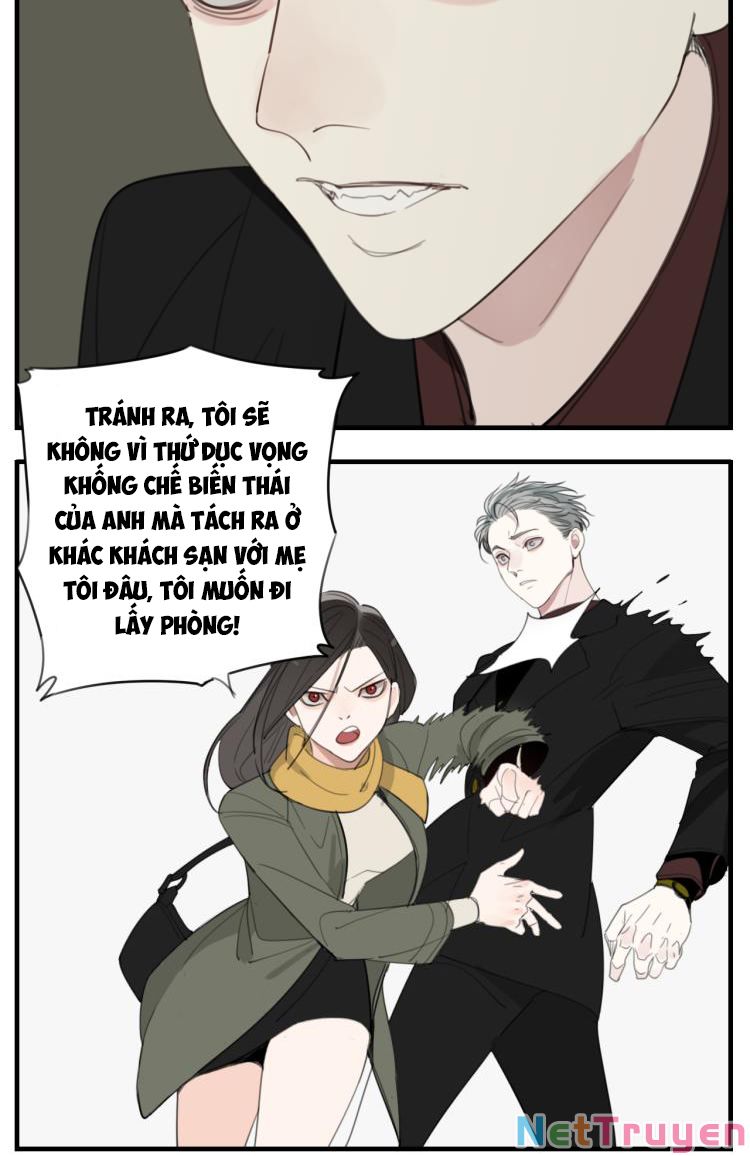 TRÁNH RA, TÔI SẼ
KHÔNG VÌ THỨ DỤC VỌNG
KHỐNG CHẾ BIẾN THÁI
CỦA ANH MÀ TÁCH RA Ở
KHÁC KHÁCH SẠN VỚI MẸ
TÔI ĐÂU, TÔI MUỐN ĐI
LẤY PHÒNG!
NetTruyen